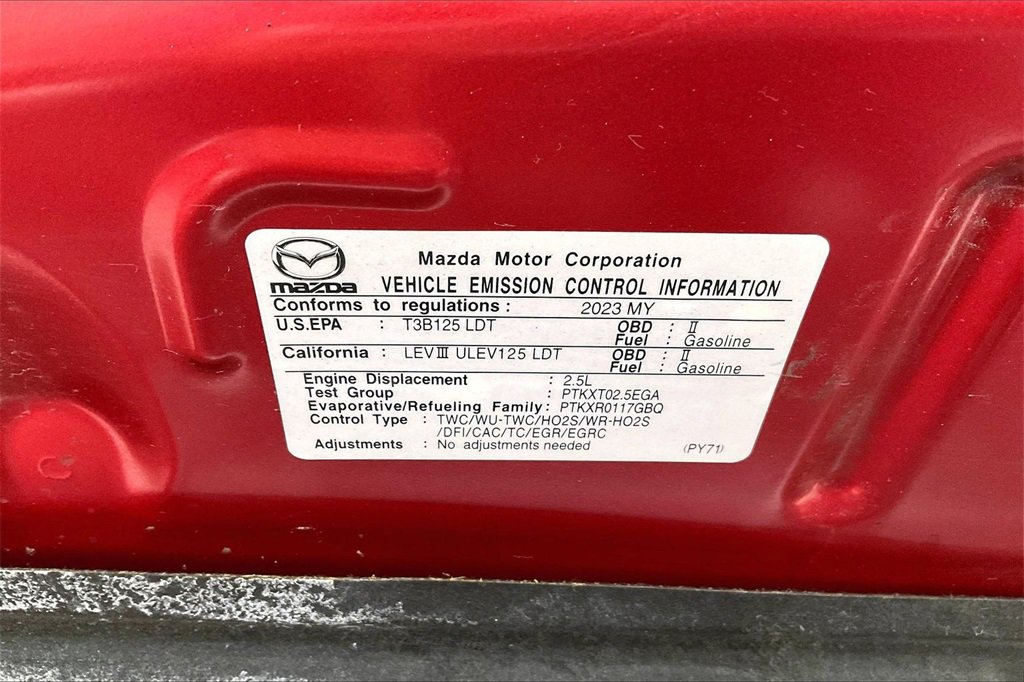 mazda
Mazda Motor Corporation
VEHICLE EMISSION CONTROL INFORMATION
Conforms to regulations : 2023 MY
U.S.EPA : T3B125 LDT OBD : II
Fuel : Gasoline
California : LEVIII ULEV125 LDT OBD : II
Fuel : Gasoline
Engine Displacement : 2.5L
Test Group : PTKXT02.5EGA
Evaporative/Refueling Family: PTKXR0117GBQ
Control Type : TWC/WU-TWC/HO2S/WR-HO2S
/DFI/CAC/TC/EGR/EGRC
Adjustments : No adjustments needed (PY71)